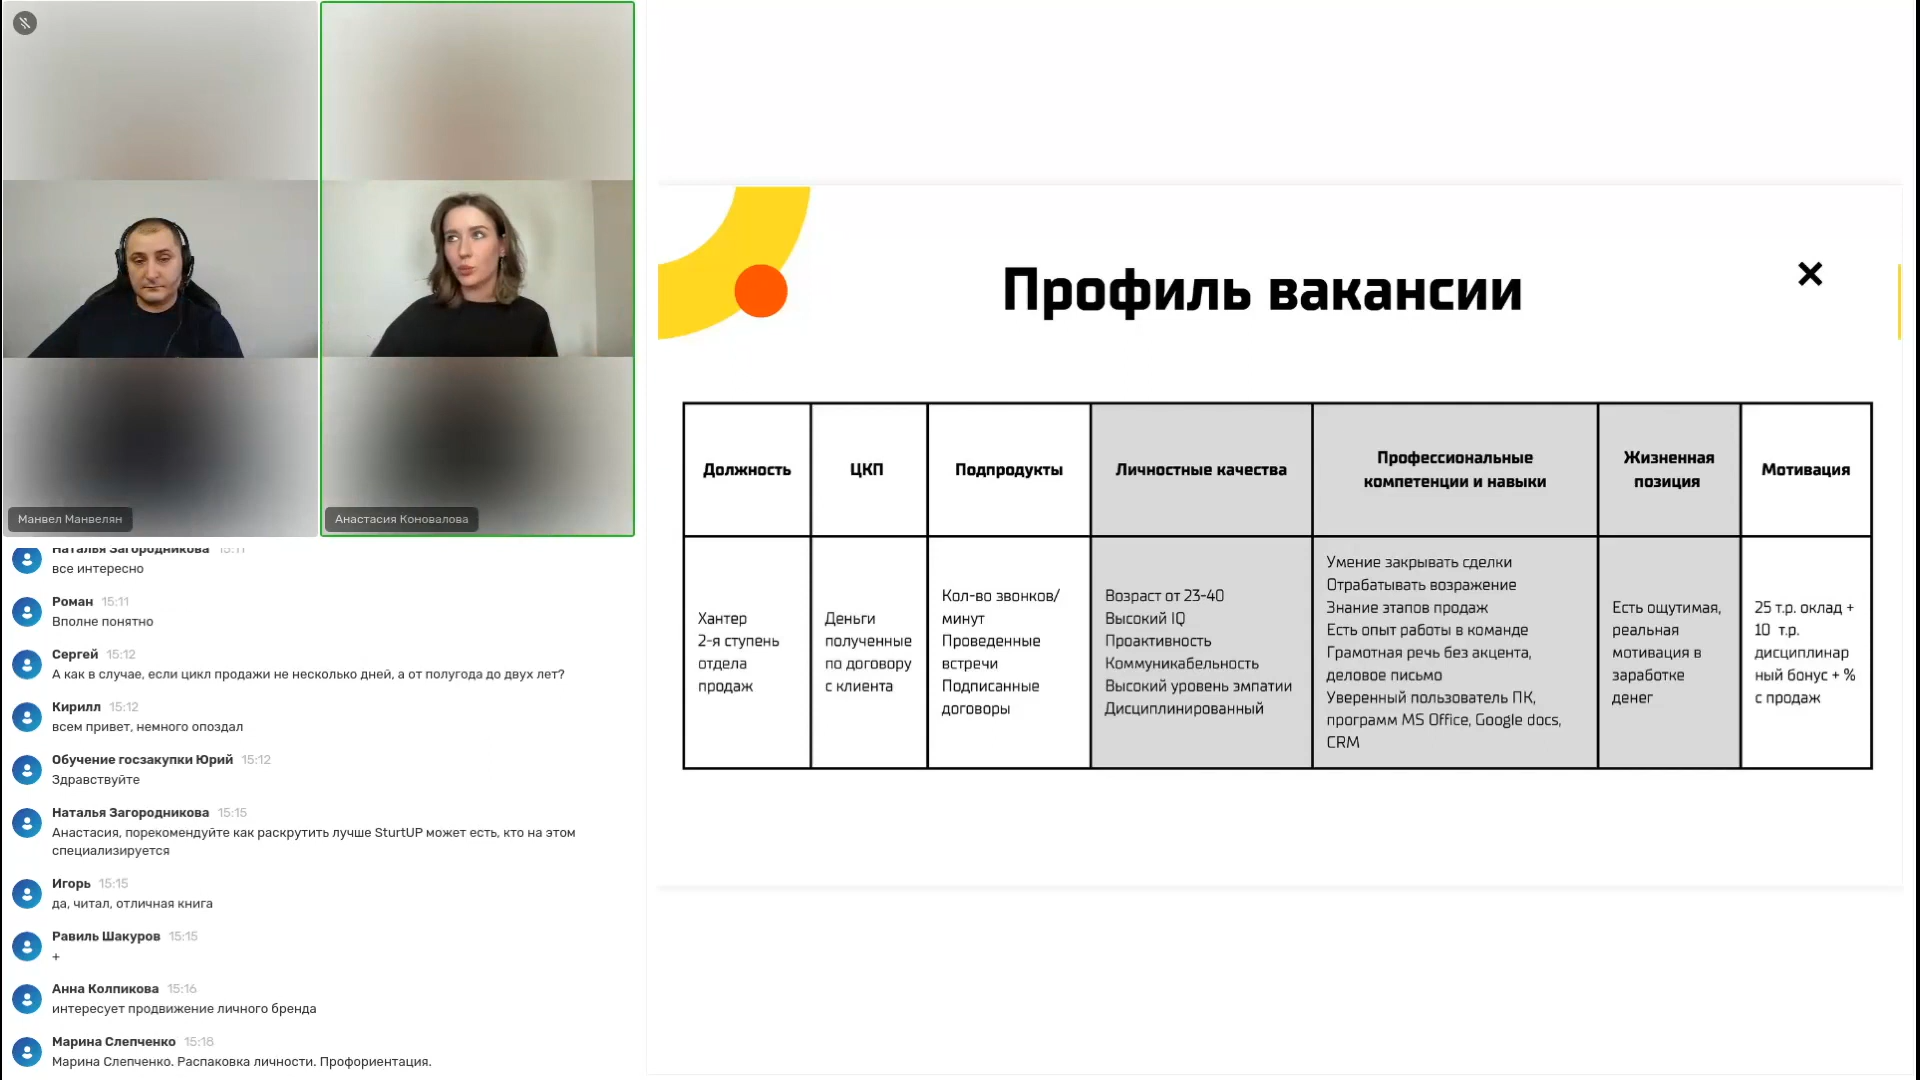 Манвел Манвелян
Анастасия Коновалова
Наталья Загородникова 15:11
все интересно
Роман 15:11
Вполне понятно
Сергей 15:12
А как в случае, если цикл продажи не несколько дней, а от полугода до двух лет?
Кирилл 15:12
всем привет, немного опоздал
Обучение госзакупки Юрий 15:12
Здравствуйте
Наталья Загородникова 15:15
Анастасия, порекомендуйте как раскрутить лучше SturtUP может есть, кто на этом
специализируется
Игорь 15:15
да, читал, отличная книга
Равиль Шакуров 15:15
+
Анна Колпикова 15:16
интересует продвижение личного бренда
Марина Слепченко 15:18
Марина Слепченко. Распаковка личности. Профориентация.
Профиль вакансии
Должность
ЦКП
Подпродукты
Личностные качества
Профессиональные
компетенции и навыки
Жизненная
позиция
Мотивация
Хантер
2-я ступень
отдела
продаж
Деньги
полученные
по договору
с клиента
Кол-во звонков/
минут
Проведенные
встречи
Подписанные
договоры
Возраст от 23-40
Высокий IQ
Проактивность
Коммуникабельность
Высокий уровень эмпатии
Дисциплинированный
Умение закрывать сделки
Отрабатывать возражение
Знание этапов продаж
Есть опыт работы в команде
Грамотная речь без акцента,
деловое письмо
Уверенный пользователь ПК,
программ MS Office, Google docs,
CRM
Есть ощутимая,
реальная
мотивация в
заработке
денег
25 т.р. оклад +
10 т.р.
дисциплинар
ный бонус + %
с продаж